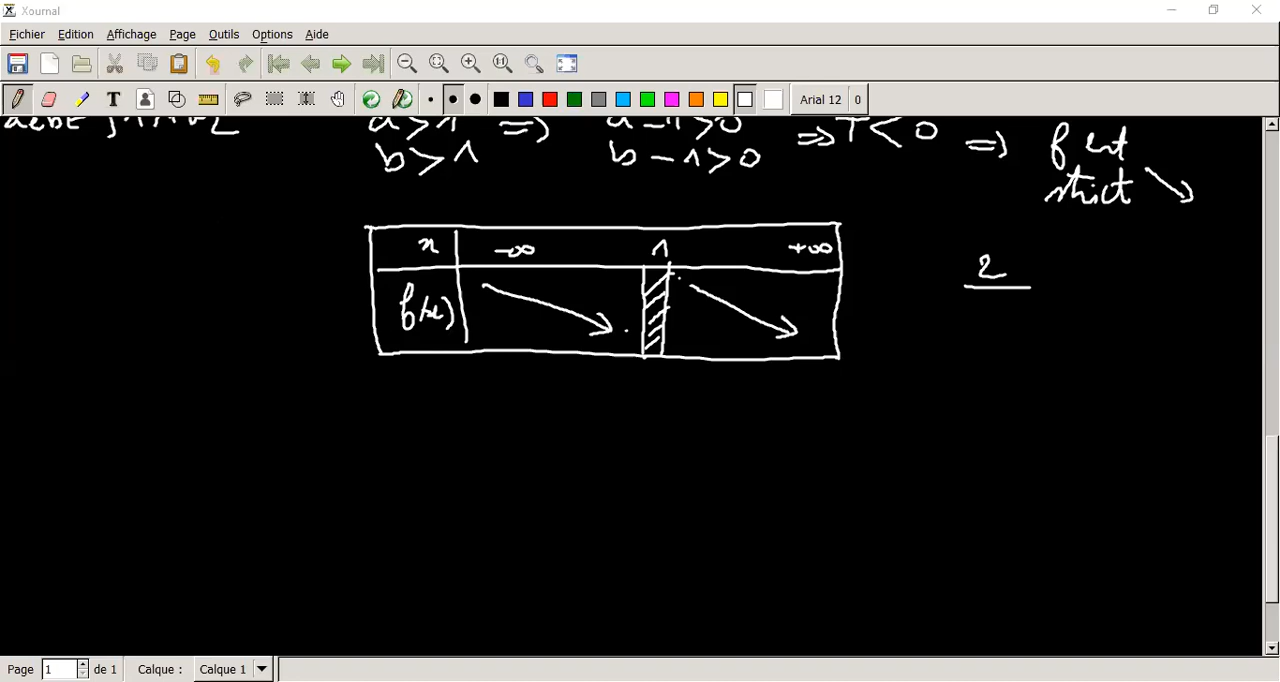 Xournal
Fichier Edition Affichage Page Outils Options Aide
Arial 12 0
a > 1 => a - 1 > 0 => T < 0 => f est
b > 1 b - 1 > 0 strict ↘
x -∞ 1 +∞
f(x)
2
Page 1 de 1 Calque : Calque 1